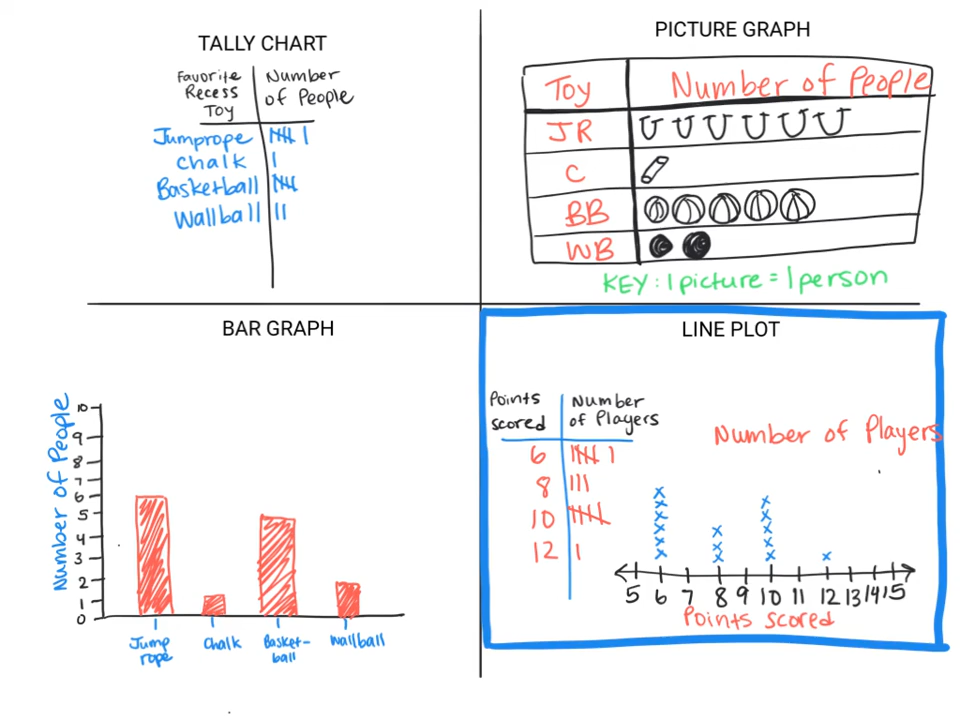 TALLY CHART
Favorite Recess Toy Number of People
Jumprope
Chalk
Basketball
Wallball
PICTURE GRAPH
Toy Number of People
JR
C
BB
WB
KEY: 1 picture = 1 person
BAR GRAPH
Number of People
10
9
8
7
6
5
4
3
2
1
0
Jump rope
Chalk
Basket-ball
Wallball
LINE PLOT
Points scored Number of Players
6
8
10
12
Number of Players
5 6 7 8 9 10 11 12 13 14 15
Points scored